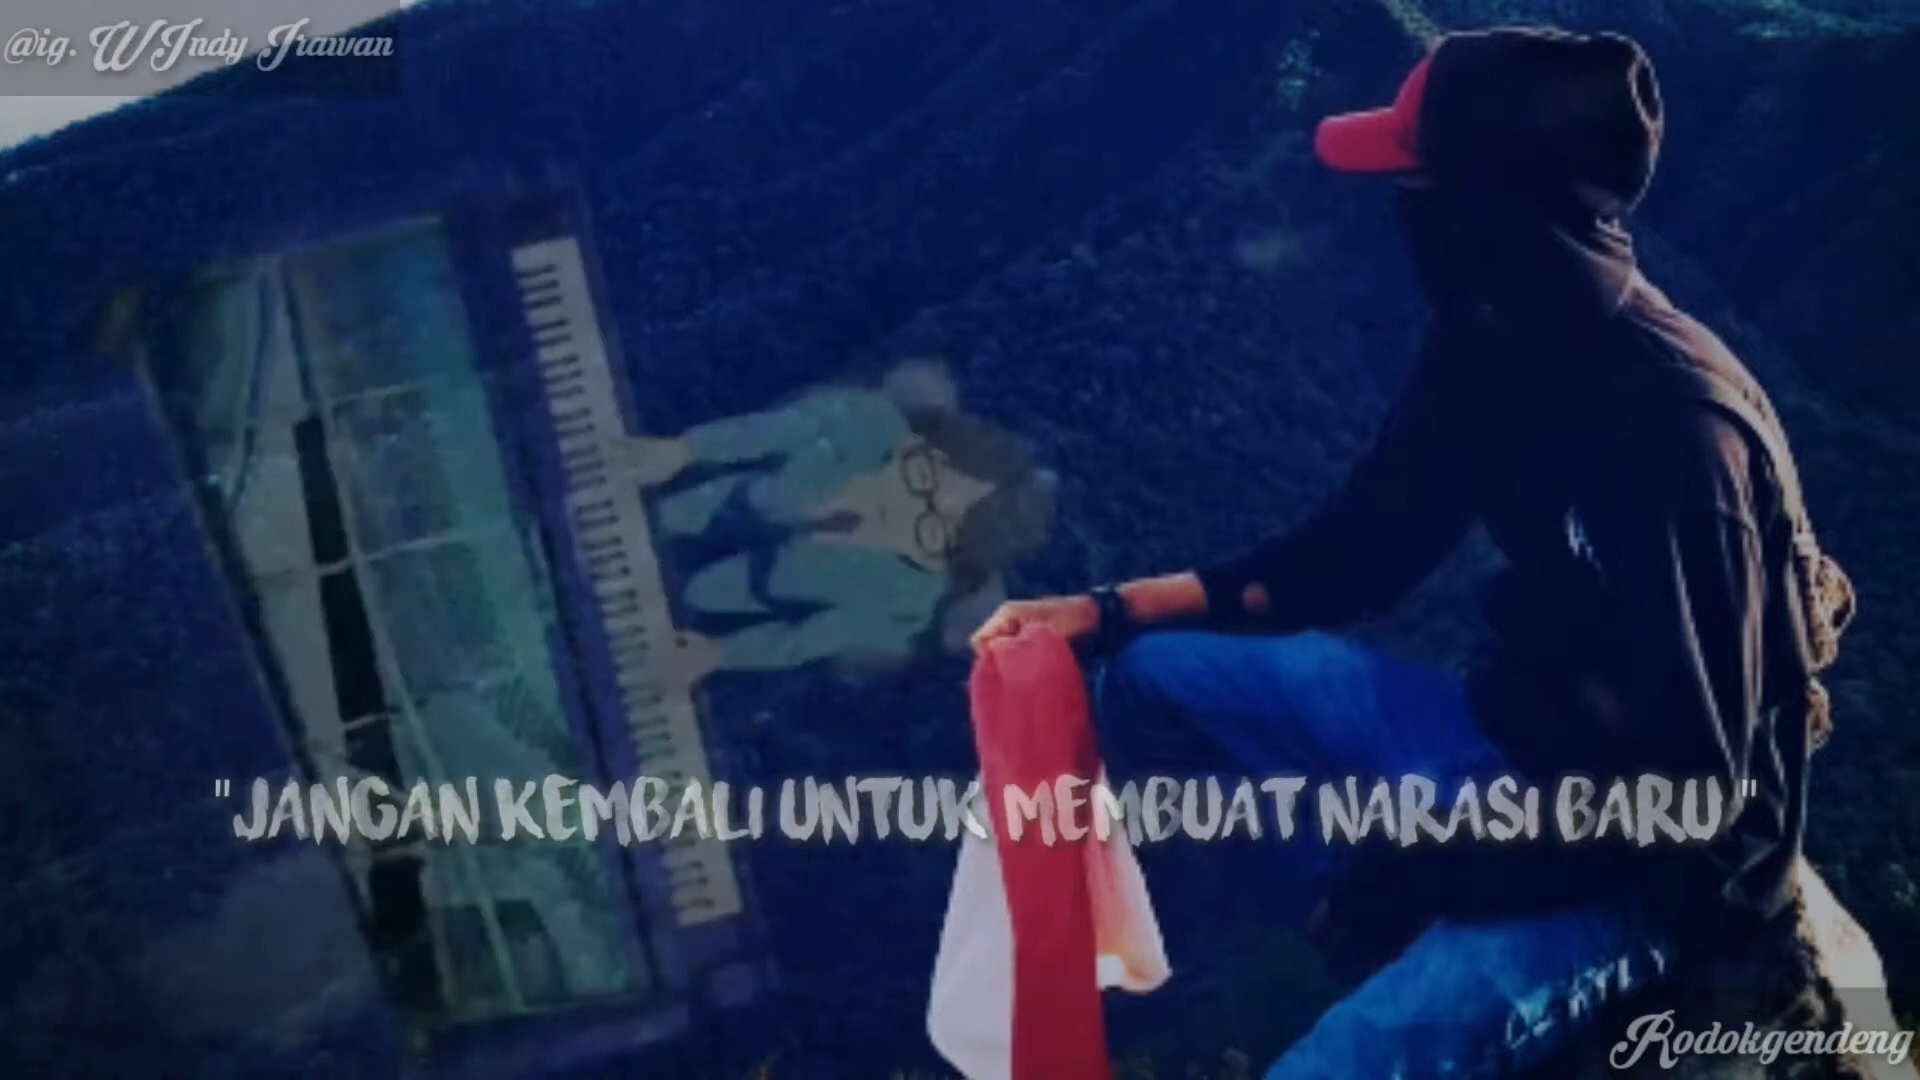 @ig. WIndy Irawan
"JANGAN KEMBALI UNTUK MEMBUAT NARASI BARU"
Rodokgendeng